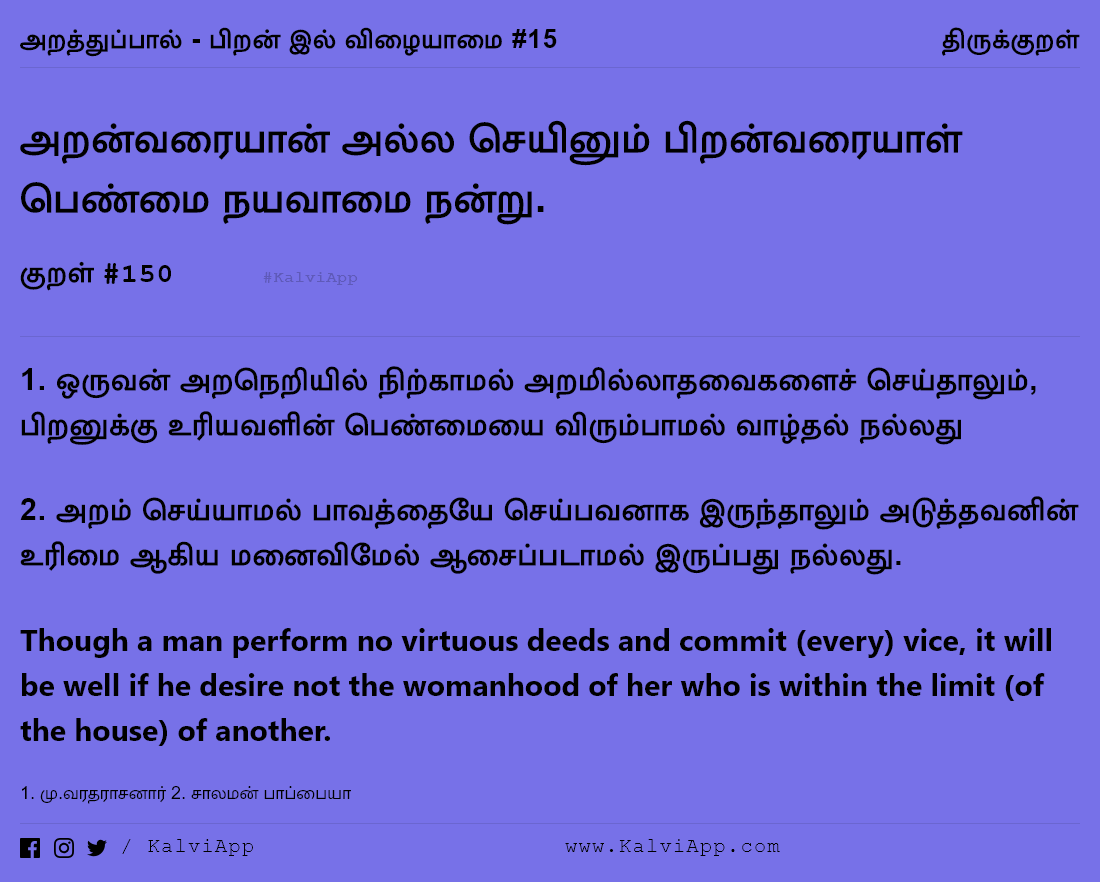 அறத்துப்பால் - பிறன் இல் விழையாமை #15 திருக்குறள்
அறன்வரையான் அல்ல செயினும் பிறன்வரையாள்
பெண்மை நயவாமை நன்று.
குறள் #150 #KalviApp
1. ஒருவன் அறநெறியில் நிற்காமல் அறமில்லாதவைகளைச் செய்தாலும்,
பிறனுக்கு உரியவளின் பெண்மையை விரும்பாமல் வாழ்தல் நல்லது
2. அறம் செய்யாமல் பாவத்தையே செய்பவனாக இருந்தாலும் அடுத்தவனின்
உரிமை ஆகிய மனைவிமேல் ஆசைப்படாமல் இருப்பது நல்லது.
Though a man perform no virtuous deeds and commit (every) vice, it will
be well if he desire not the womanhood of her who is within the limit (of
the house) of another.
1. மு.வரதராசனார் 2. சாலமன் பாப்பையா
/ KalviApp www.KalviApp.com